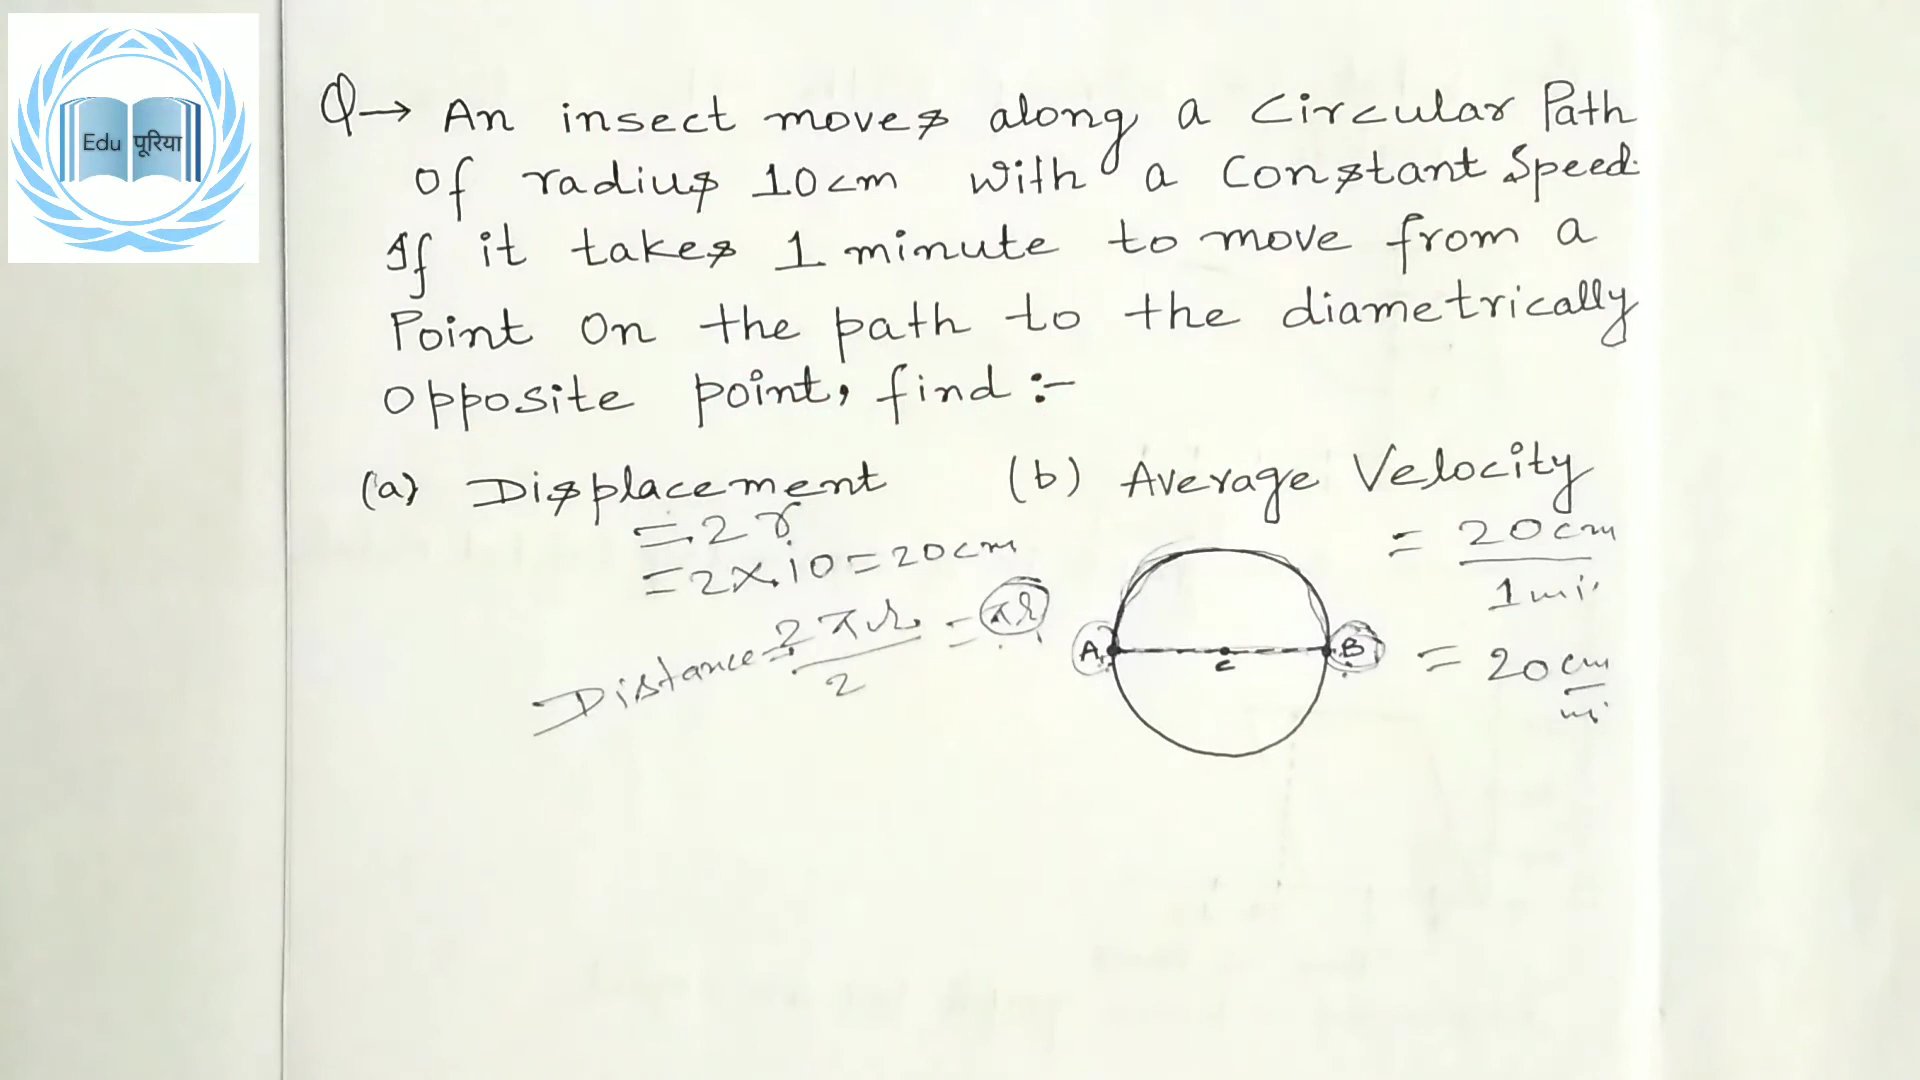 Edu पूरिया
Q→ An insect moves along a Circular Path
of radius 10cm with a Constant Speed.
If it takes 1 minute to move from a
Point On the path to the diametrically
opposite point, find :-
(a) Displacement (b) Average Velocity
= 2r
= 2×10 = 20cm
Distance = 2πr/2 = πr
= 20cm/1mi
= 20 cm/mi
A C B